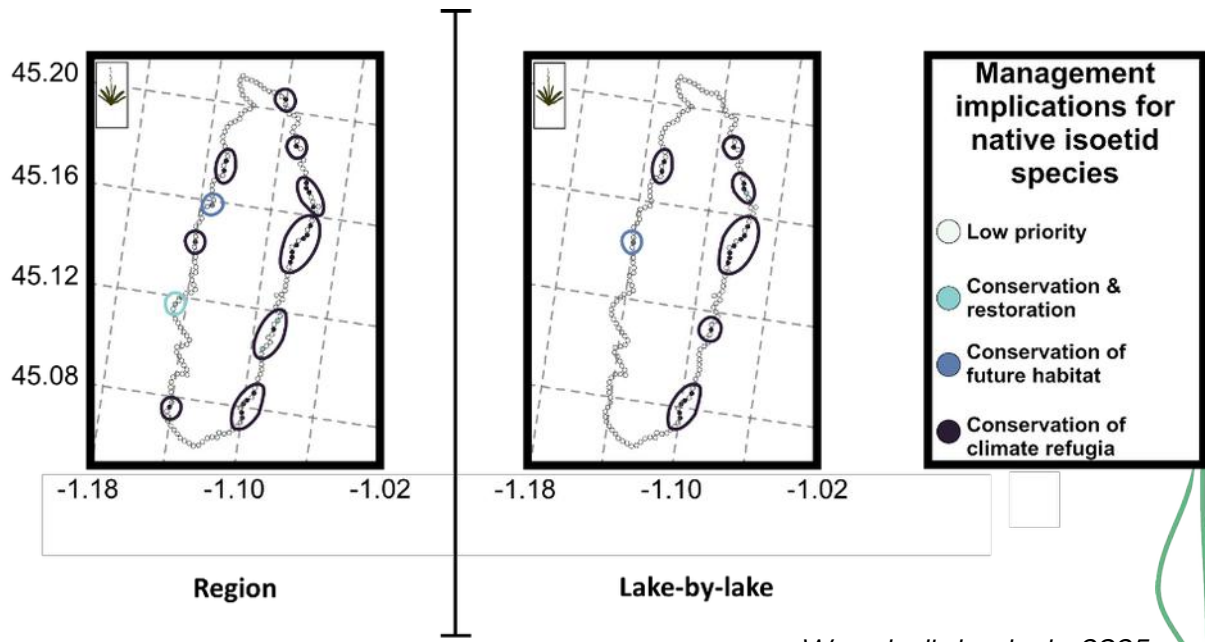 45.20
45.16
45.12
45.08
-1.18 -1.10 -1.02
Region
-1.18 -1.10 -1.02
Lake-by-lake
Management
implications for
native isoetid
species
Low priority
Conservation &
restoration
Conservation of
future habitat
Conservation of
climate refugia